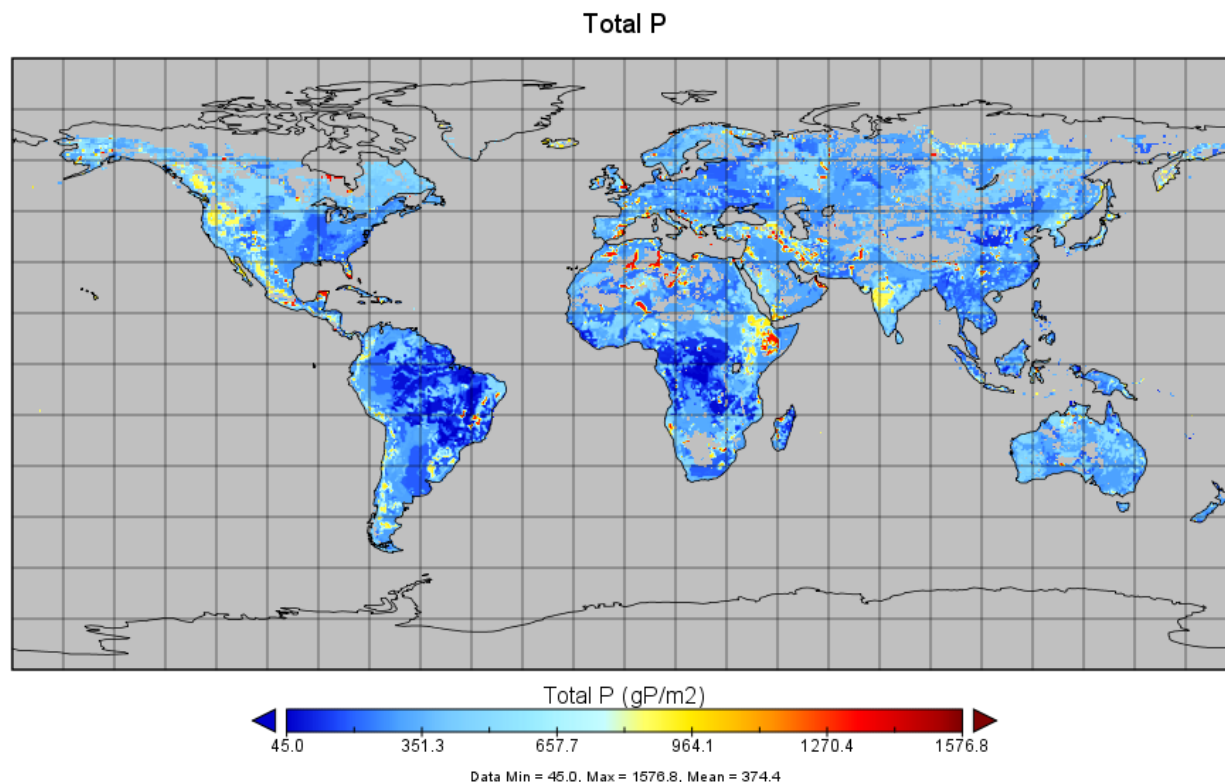 Total P
Total P (gP/m2)
45.0 351.3 657.7 964.1 1270.4 1576.8
Data Min = 45.0, Max = 1576.8, Mean = 374.4